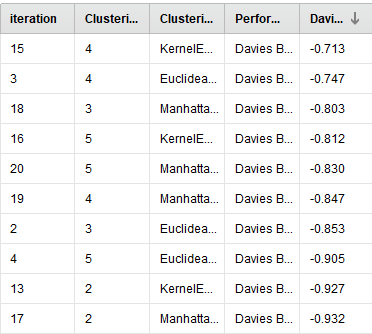 iteration Clusteri... Clusteri... Perfor... Davi...
15 4 KernelE... Davies B... -0.713
3 4 Euclidea... Davies B... -0.747
18 3 Manhatta... Davies B... -0.803
16 5 KernelE... Davies B... -0.812
20 5 Manhatta... Davies B... -0.830
19 4 Manhatta... Davies B... -0.847
2 3 Euclidea... Davies B... -0.853
4 5 Euclidea... Davies B... -0.905
13 2 KernelE... Davies B... -0.927
17 2 Manhatta... Davies B... -0.932